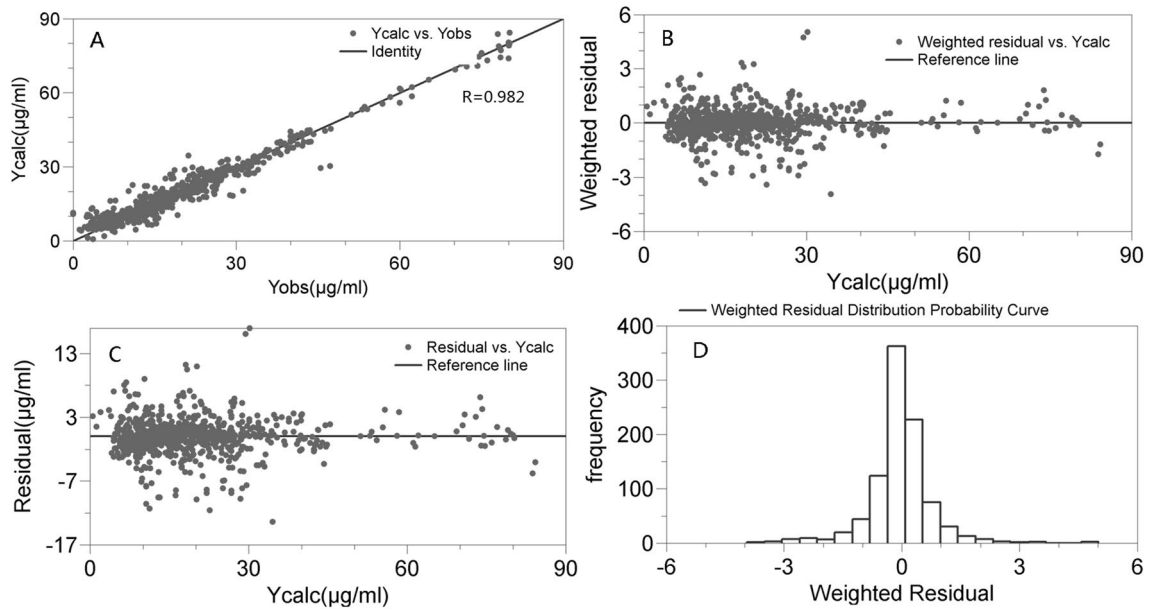 A
Ycalc vs. Yobs
Identity
R=0.982
90
60
30
0
Ycalc(µg/ml)
0 30 60 90
Yobs(µg/ml)
B
Weighted residual vs. Ycalc
Reference line
6
3
0
-3
-6
Weighted residual
0 30 60 90
Ycalc(µg/ml)
C
Residual vs. Ycalc
Reference line
13
3
-7
-17
Residual(µg/ml)
0 30 60 90
Ycalc(µg/ml)
Weighted Residual Distribution Probability Curve
D
400
300
200
100
0
frequency
-6 -3 0 3 6
Weighted Residual